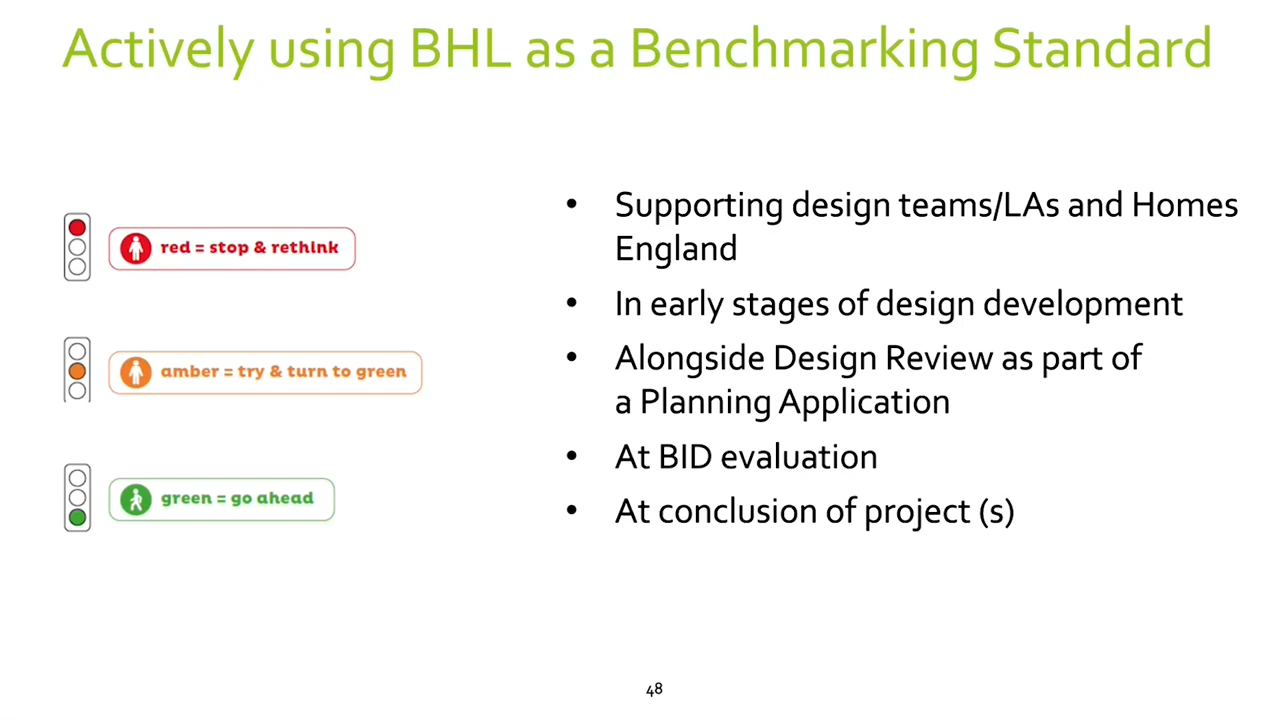 Actively using BHL as a Benchmarking Standard
red = stop & rethink
amber = try & turn to green
green = go ahead
• Supporting design teams/LAs and Homes
England
• In early stages of design development
• Alongside Design Review as part of
a Planning Application
• At BID evaluation
• At conclusion of project (s)
48